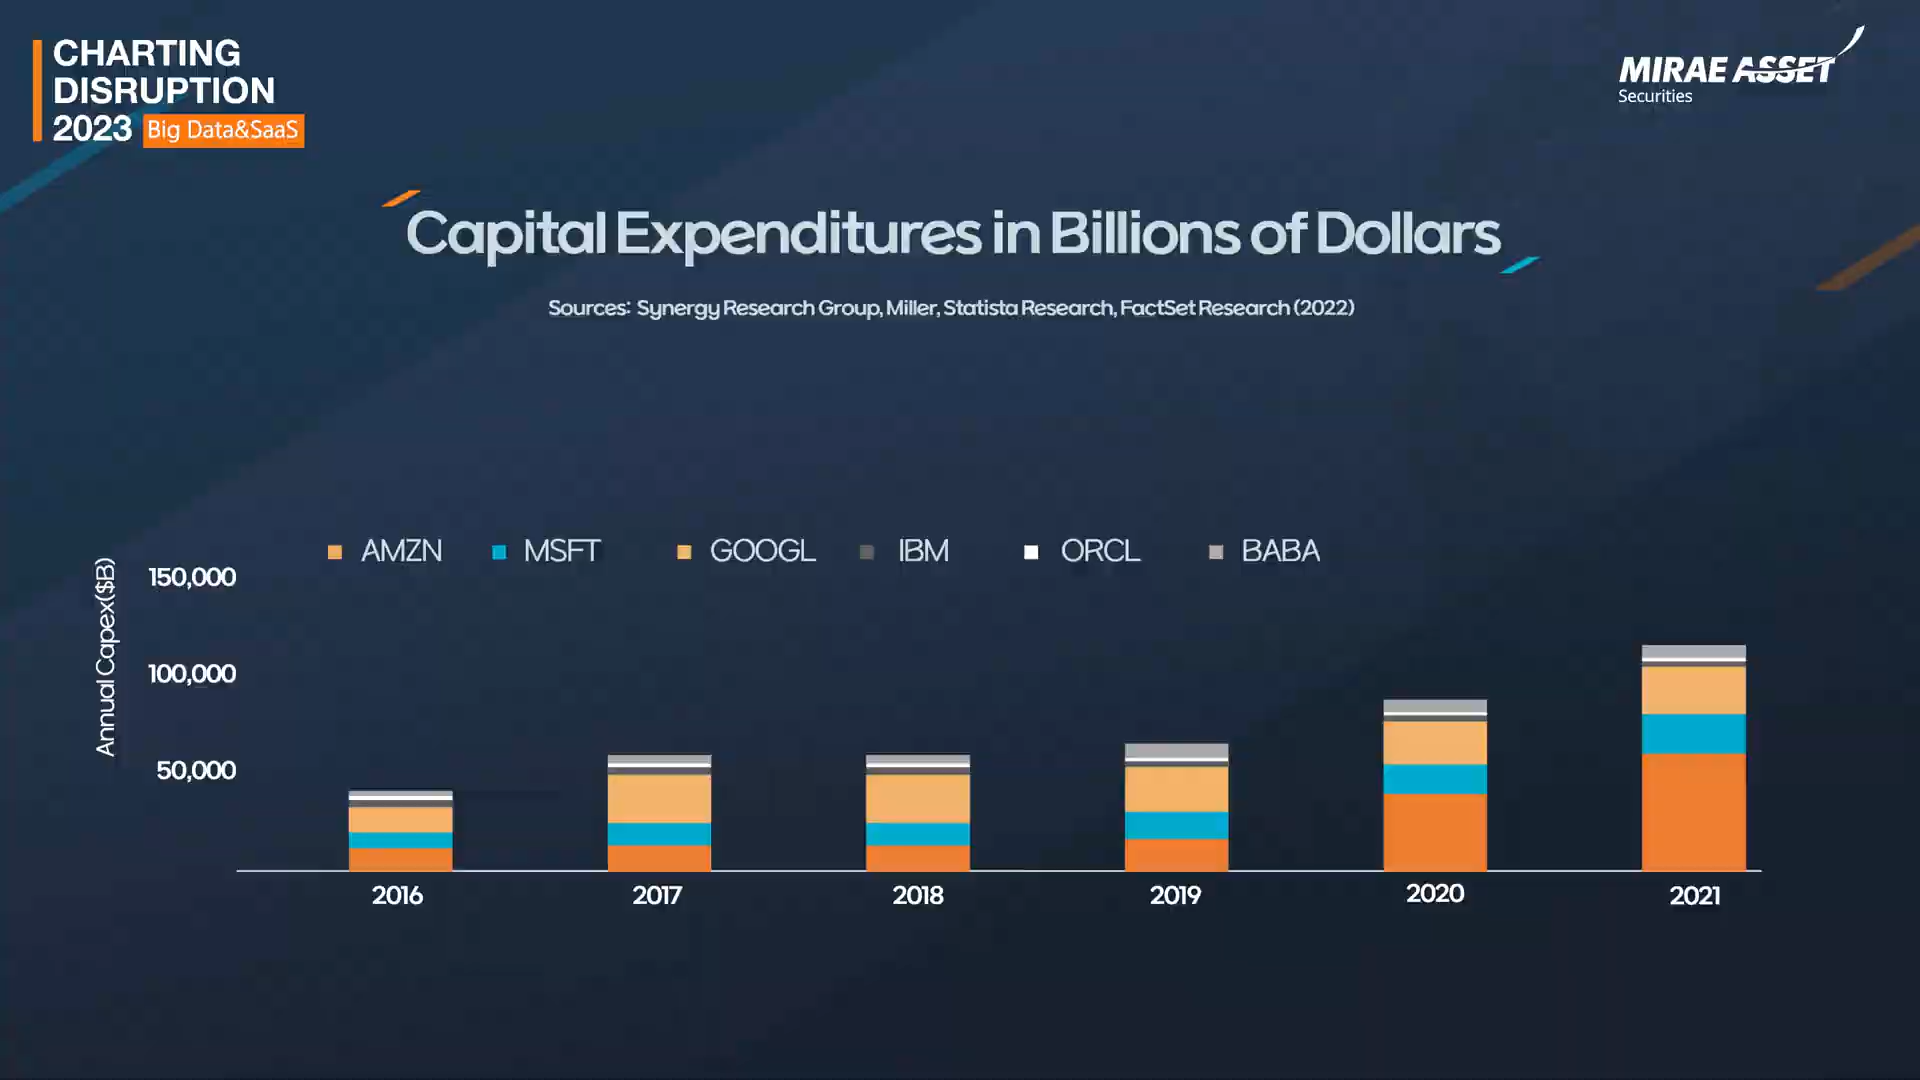 CHARTING
DISRUPTION
2023 Big Data&SaaS
MIRAE ASSET
Securities
Capital Expenditures in Billions of Dollars
Sources: Synergy Research Group, Miller, Statista Research, FactSet Research (2022)
AMZN MSFT GOOGL IBM ORCL BABA
Annual Capex($B)
150,000
100,000
50,000
2016 2017 2018 2019 2020 2021